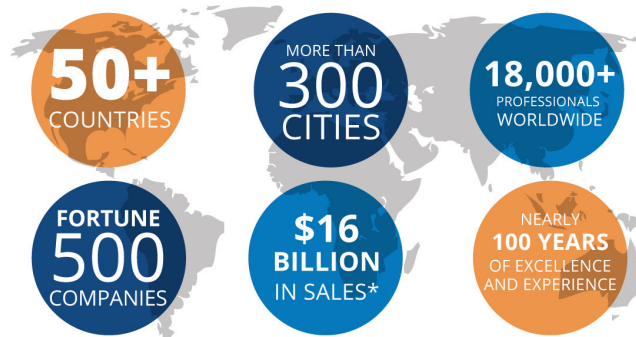 50+
COUNTRIES
MORE THAN
300
CITIES
18,000+
PROFESSIONALS
WORLDWIDE
FORTUNE
500
COMPANIES
$16
BILLION
IN SALES*
NEARLY
100 YEARS
OF EXCELLENCE
AND EXPERIENCE